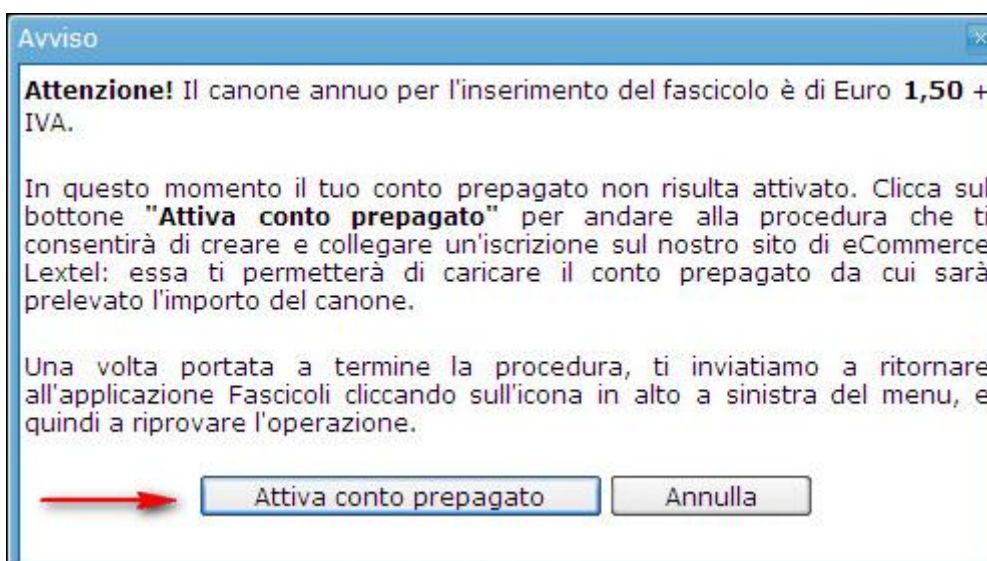 Avviso
Attenzione! Il canone annuo per l'inserimento del fascicolo è di Euro 1,50 +
IVA.
In questo momento il tuo conto prepagato non risulta attivato. Clicca sul
bottone "Attiva conto prepagato" per andare alla procedura che ti
consentirà di creare e collegare un'iscrizione sul nostro sito di eCommerce
Lextel: essa ti permetterà di caricare il conto prepagato da cui sarà
prelevato l'importo del canone.
Una volta portata a termine la procedura, ti inviatiamo a ritornare
all'applicazione Fascicoli cliccando sull'icona in alto a sinistra del menu, e
quindi a riprovare l'operazione.
Attiva conto prepagato Annulla